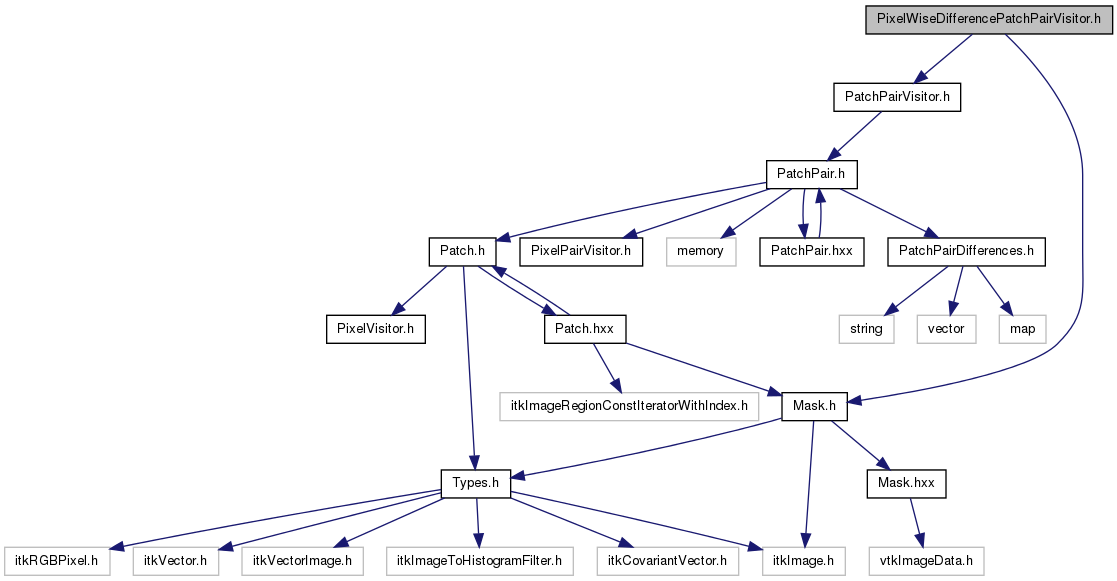 PixelWiseDifferencePatchPairVisitor.h
PatchPairVisitor.h
PatchPair.h
Patch.h
PixelPairVisitor.h
memory
PatchPair.hxx
PatchPairDifferences.h
PixelVisitor.h
Patch.hxx
string
vector
map
itkImageRegionConstIteratorWithIndex.h
Mask.h
Types.h
Mask.hxx
itkRGBPixel.h
itkVector.h
itkVectorImage.h
itkImageToHistogramFilter.h
itkCovariantVector.h
itkImage.h
vtkImageData.h